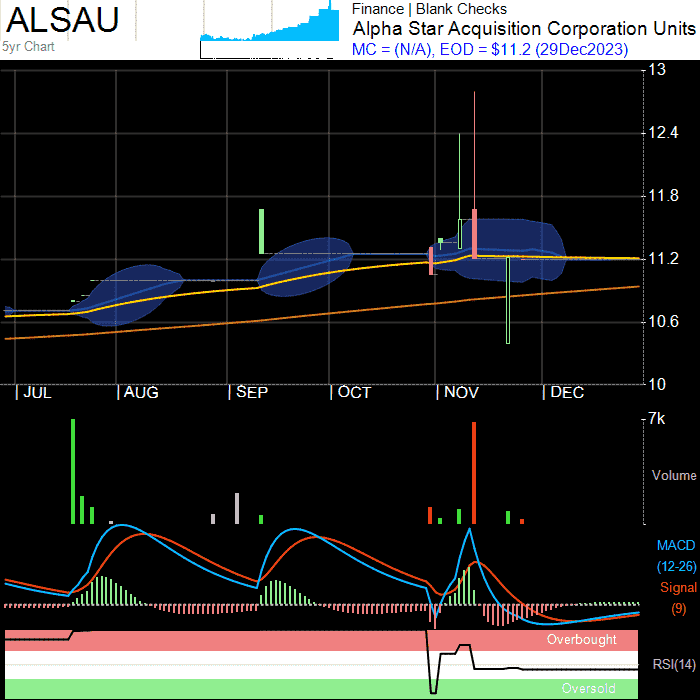 ALSAU
5yr Chart
Finance | Blank Checks
Alpha Star Acquisition Corporation Units
MC = (N/A), EOD = $11.2 (29Dec2023)
13
12.4
11.8
11.2
10.6
10
| JUL | AUG | SEP | OCT | NOV | DEC
7k
Volume
MACD
(12-26)
Signal
(9)
Overbought
RSI(14)
Oversold